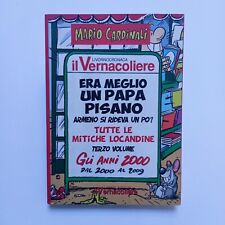 MARIO CARDINALI
LIVORNOCRONACA
il Vernacoliere
ERA MEGLIO
UN PAPA
PISANO
ARMENO SI RIDEVA UN PO'!
TUTTE LE
MITICHE LOCANDINE
TERZO VOLUME
GLI ANNI 2000
DAL 2000 AL 2009